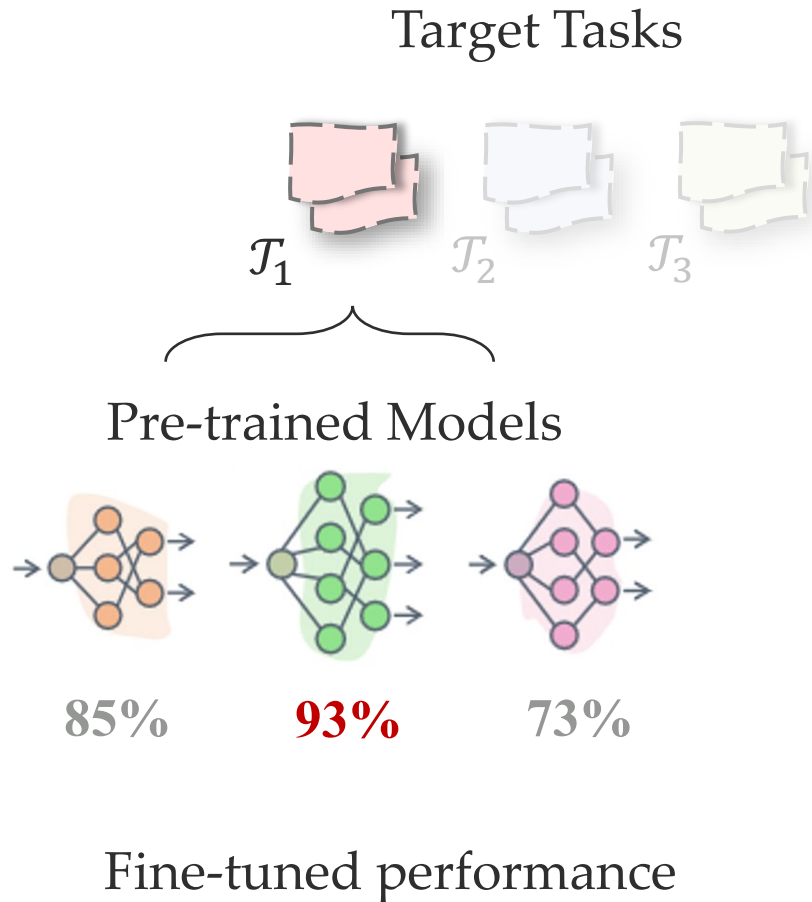 Target Tasks
𝒯1 𝒯2 𝒯3
Pre-trained Models
85% 93% 73%
Fine-tuned performance